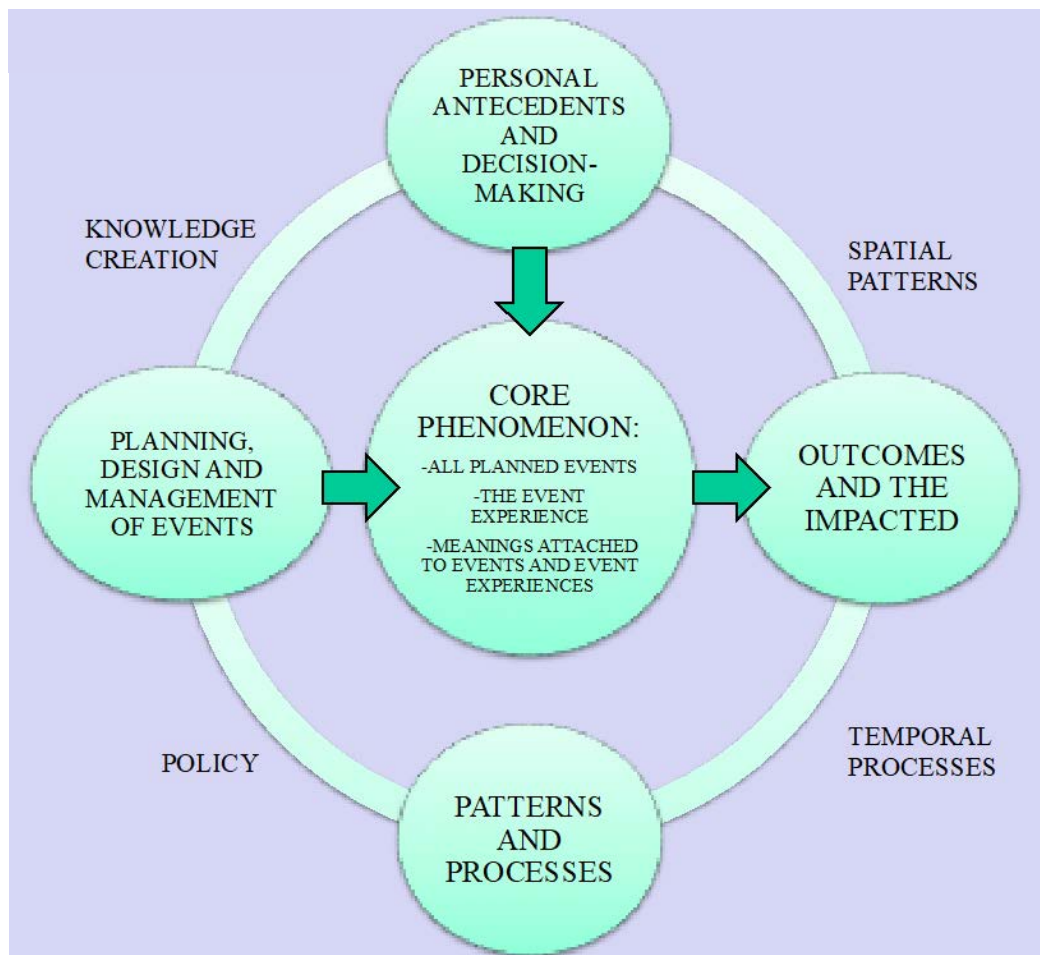 PERSONAL
ANTECEDENTS
AND
DECISION-
MAKING
KNOWLEDGE
CREATION
SPATIAL
PATTERNS
PLANNING,
DESIGN AND
MANAGEMENT
OF EVENTS
CORE
PHENOMENON:
-ALL PLANNED EVENTS
-THE EVENT
EXPERIENCE
-MEANINGS ATTACHED
TO EVENTS AND EVENT
EXPERIENCES
OUTCOMES
AND THE
IMPACTED
POLICY
TEMPORAL
PROCESSES
PATTERNS
AND
PROCESSES